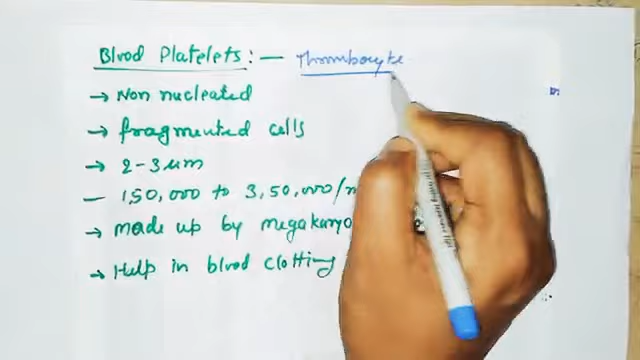 Blood Platelets :— Thrombocyte
→ Non nucleated
→ fragmented cells
→ 2-3 um
— 1,50,000 to 3,50,000/m
→ made up by megakaryo
→ Help in blood clotting